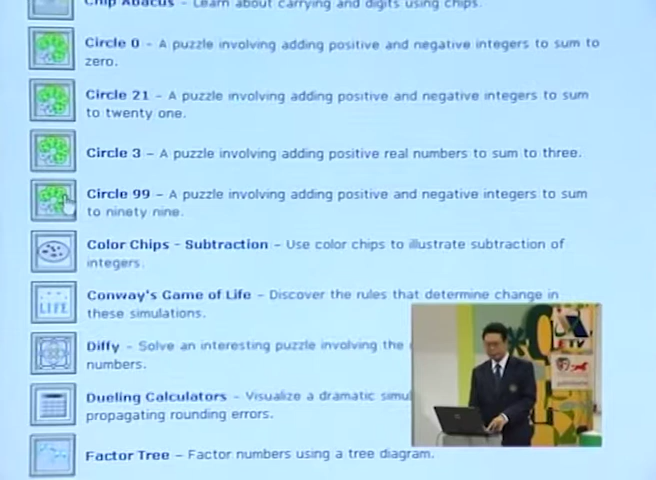 Chip Abacus – Learn about carrying and digits using chips.
Circle 0 – A puzzle involving adding positive and negative integers to sum to
zero.
Circle 21 – A puzzle involving adding positive and negative integers to sum
to twenty one.
Circle 3 – A puzzle involving adding positive real numbers to sum to three.
Circle 99 – A puzzle involving adding positive and negative integers to sum
to ninety nine.
Color Chips – Subtraction – Use color chips to illustrate subtraction of
integers.
LIFE
Conway's Game of Life – Discover the rules that determine change in
these simulations.
Diffy – Solve an interesting puzzle involving the
numbers.
Dueling Calculators – Visualize a dramatic
propagating rounding errors.
Factor Tree – Factor numbers using a tree diagram.